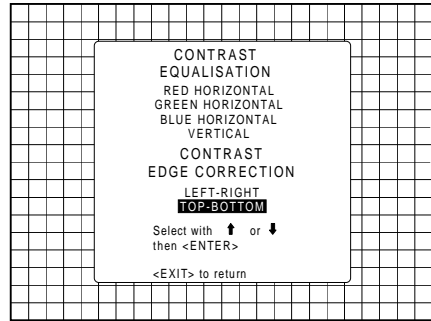 CONTRAST
EQUALISATION
RED HORIZONTAL
GREEN HORIZONTAL
BLUE HORIZONTAL
VERTICAL
CONTRAST
EDGE CORRECTION
LEFT-RIGHT
TOP-BOTTOM
Select with ⬆ or ⬇
then <ENTER>
<EXIT> to return